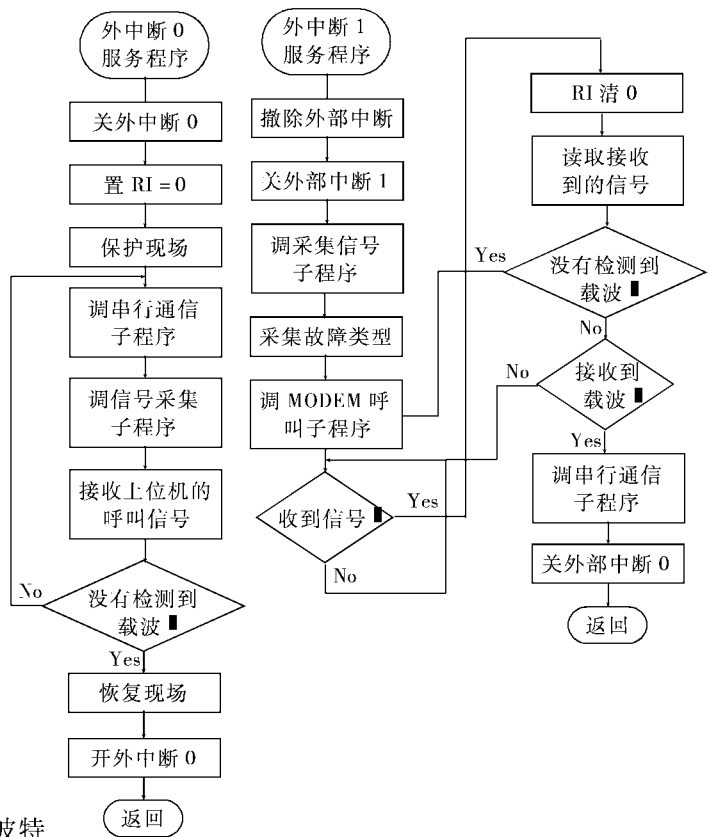 外中断 0
服务程序
关外中断 0
置 RI = 0
保护现场
调串行通信
子程序
调信号采集
子程序
接收上位机的
呼叫信号
No
没有检测到
载波
Yes
恢复现场
开外中断 0
返回
波特
外中断 1
服务程序
撤除外部中断
关外部中断 1
调采集信号
子程序
采集故障类型
调 MODEM 呼
叫子程序
收到信号
Yes
No
RI 清 0
读取接收
到的信号
Yes
没有检测到
载波
No
No
接收到
载波
Yes
调串行通信
子程序
关外部中断 0
返回